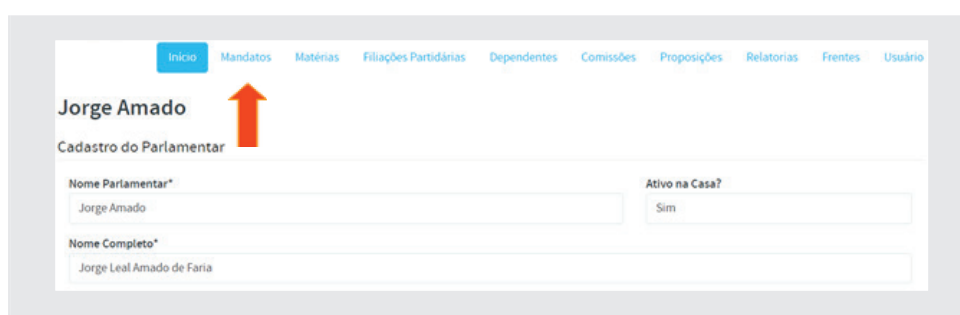 Início Mandatos Matérias Filiações Partidárias Dependentes Comissões Proposições Relatorias Frentes Usuário
Jorge Amado
Cadastro do Parlamentar
Nome Parlamentar* Ativo na Casa?
Jorge Amado Sim
Nome Completo*
Jorge Leal Amado de Faria